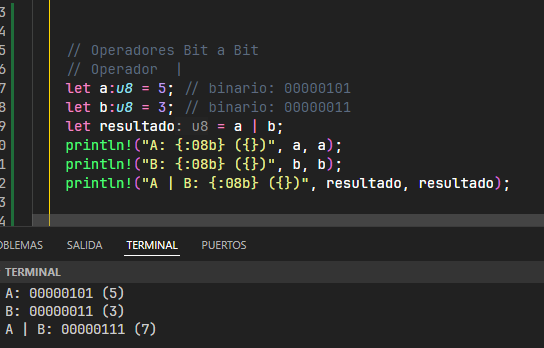 3
4
5 // Operadores Bit a Bit
6 // Operador |
7 let a:u8 = 5; // binario: 00000101
8 let b:u8 = 3; // binario: 00000011
9 let resultado: u8 = a | b;
0 println!("A: {:08b} ({})", a, a);
1 println!("B: {:08b} ({})", b, b);
2 println!("A | B: {:08b} ({})", resultado, resultado);
3
4
OBLEMAS SALIDA TERMINAL PUERTOS
TERMINAL
A: 00000101 (5)
B: 00000011 (3)
A | B: 00000111 (7)